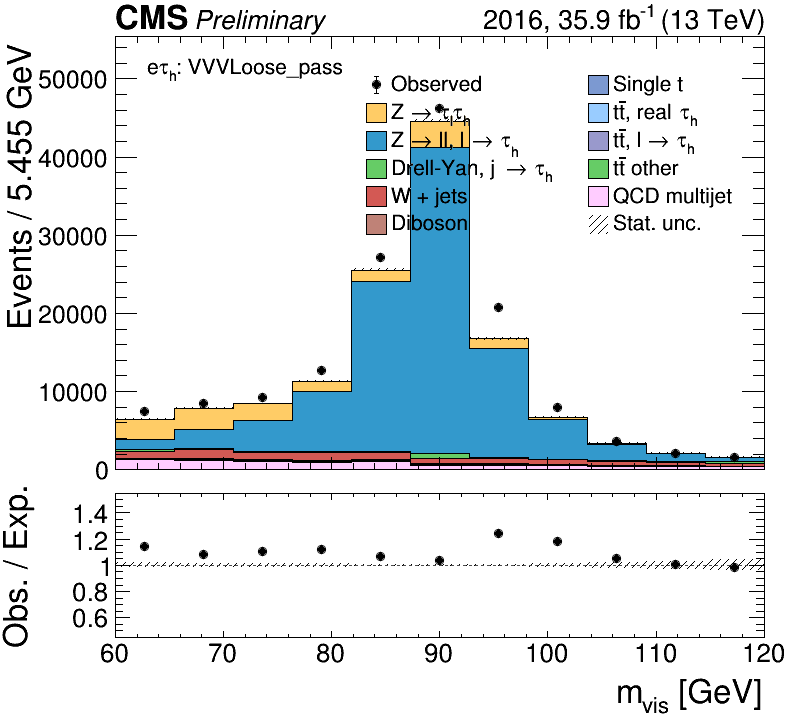 CMS Preliminary 2016, 35.9 fb⁻¹ (13 TeV)
Events / 5.455 GeV
eτₕ: VVVLoose_pass
Observed
Z → τₗτₕ
Z → ll, l → τₕ
Drell-Yan, j → τₕ
W + jets
Diboson
Single t
tt̄, real τₕ
tt̄, l → τₕ
tt̄ other
QCD multijet
Stat. unc.
50000
40000
30000
20000
10000
0
Obs. / Exp.
1.4
1.2
1
0.8
0.6
60 70 80 90 100 110 120
m_vis [GeV]